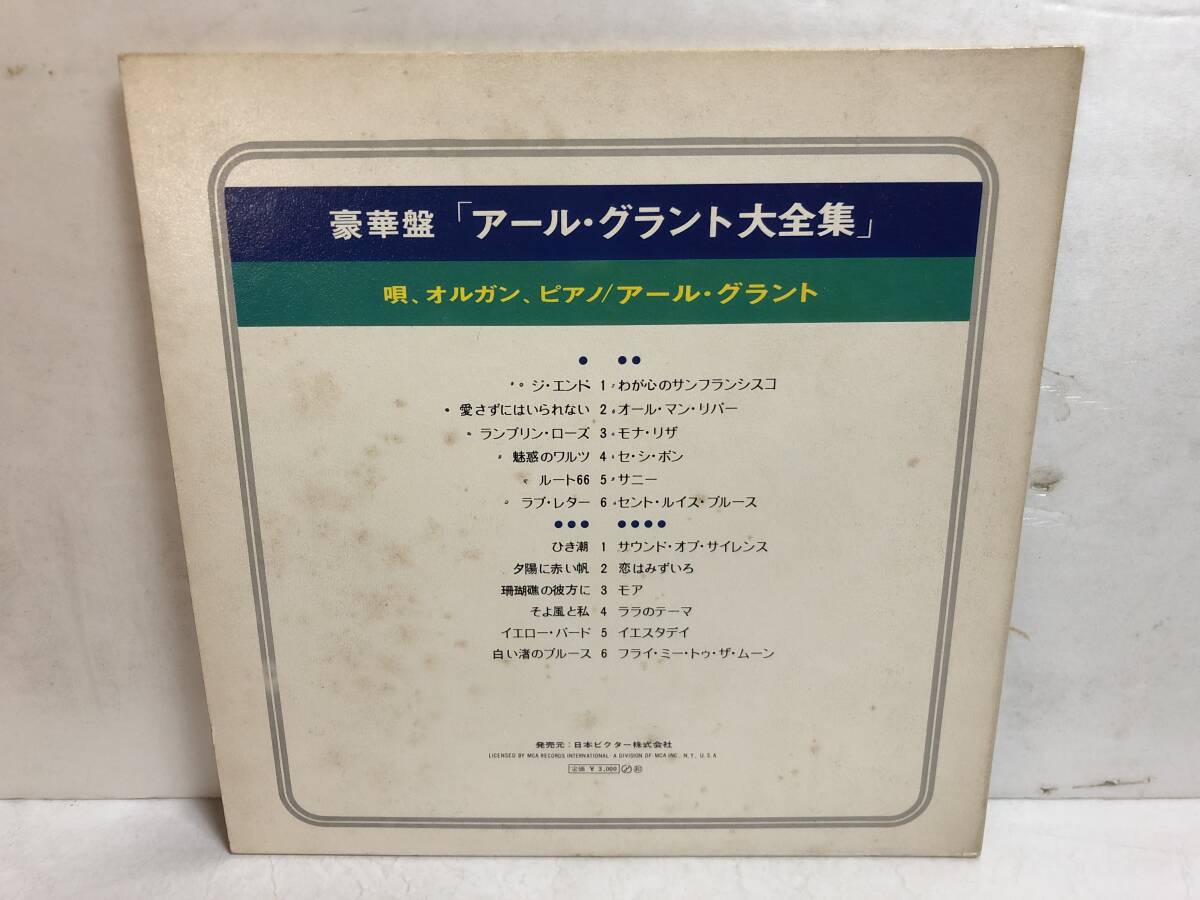 豪華盤「アール・グラント大全集」
唄、オルガン、ピアノ/アール・グラント
ジ・エンド 1 わが心のサンフランシスコ
愛さずにはいられない 2 オール・マン・リバー
ランブリン・ローズ 3 モナ・リザ
魅惑のワルツ 4 セ・シ・ボン
ルート66 5 サニー
ラブ・レター 6 セント・ルイス・ブルース
ひき潮 1 サウンド・オブ・サイレンス
夕陽に赤い帆 2 恋はみずいろ
珊瑚礁の彼方に 3 モア
そよ風と私 4 ララのテーマ
イエロー・バード 5 イエスタデイ
白い渚のブルース 6 フライ・ミー・トゥ・ザ・ムーン
発売元:日本ビクター株式会社
LICENSED BY MCA RECORDS INTERNATIONAL · A DIVISION OF MCA INC., N.Y., U.S.A.
定価 ¥ 3,000